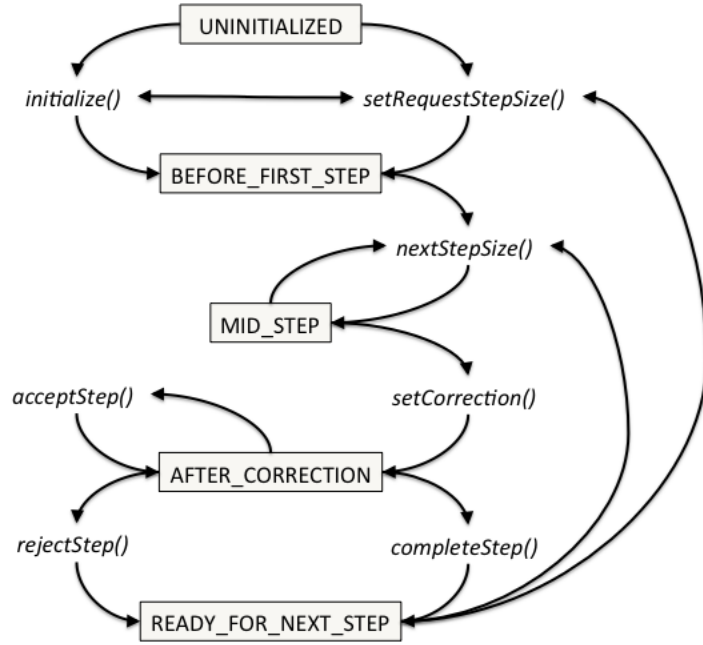 UNINITIALIZED
initialize()
setRequestStepSize()
BEFORE_FIRST_STEP
nextStepSize()
MID_STEP
acceptStep()
setCorrection()
AFTER_CORRECTION
rejectStep()
completeStep()
READY_FOR_NEXT_STEP